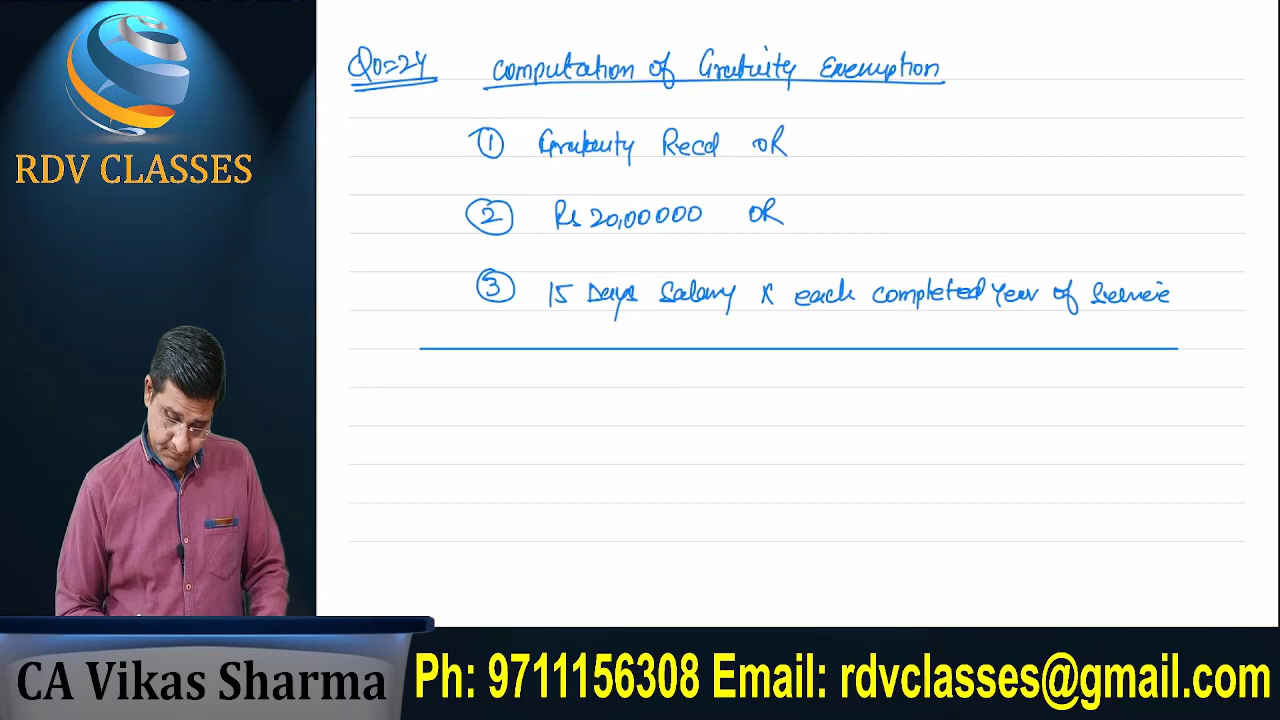 RDV CLASSES
Q0=24 Computation of Gratuity Exemption
① Gratuity Recd OR
② Rs 20,00000 OR
③ 15 Days Salary X each completed Year of Service
CA Vikas Sharma
Ph: 9711156308 Email: rdvclasses@gmail.com